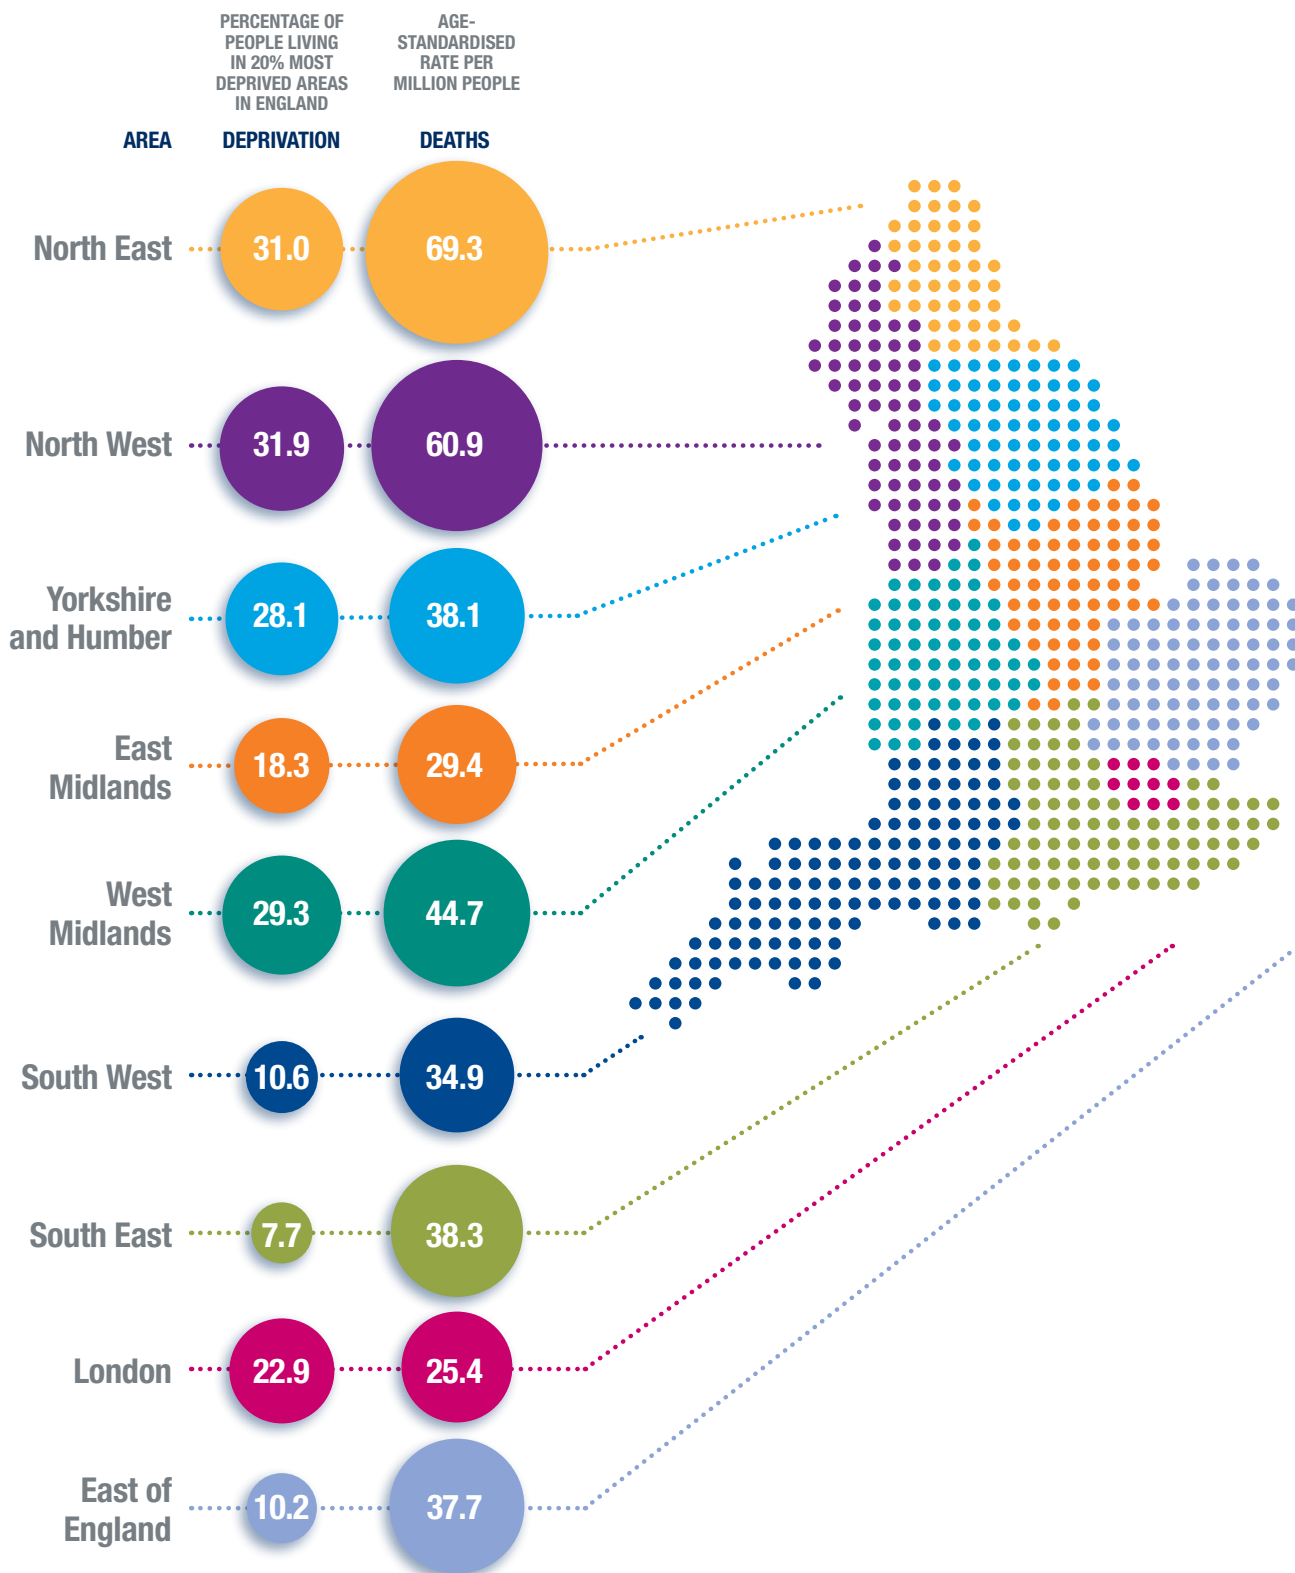 PERCENTAGE OF
PEOPLE LIVING
IN 20% MOST
DEPRIVED AREAS
IN ENGLAND
AGE-
STANDARDISED
RATE PER
MILLION PEOPLE
AREA DEPRIVATION DEATHS
North East 31.0 69.3
North West 31.9 60.9
Yorkshire
and Humber
28.1 38.1
East
Midlands
18.3 29.4
West
Midlands
29.3 44.7
South West 10.6 34.9
South East 7.7 38.3
London 22.9 25.4
East of
England
10.2 37.7